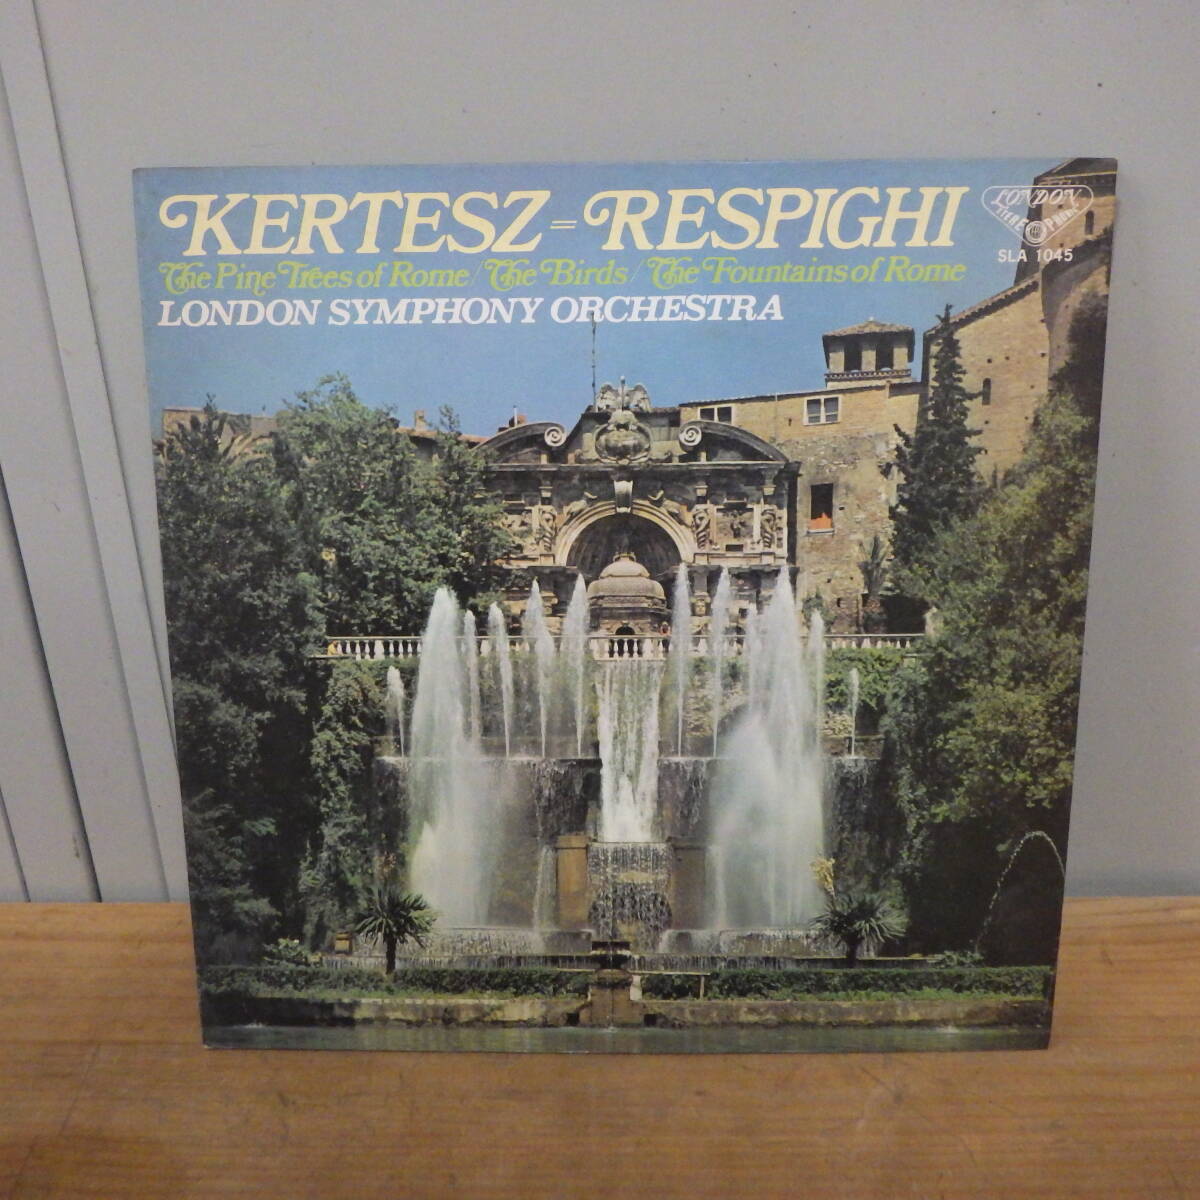 KERTESZ=RESPIGHI
The Pine Trees of Rome/The Birds/The Fountains of Rome
LONDON SYMPHONY ORCHESTRA
LONDON
STEREOPHONIC
SLA 1045